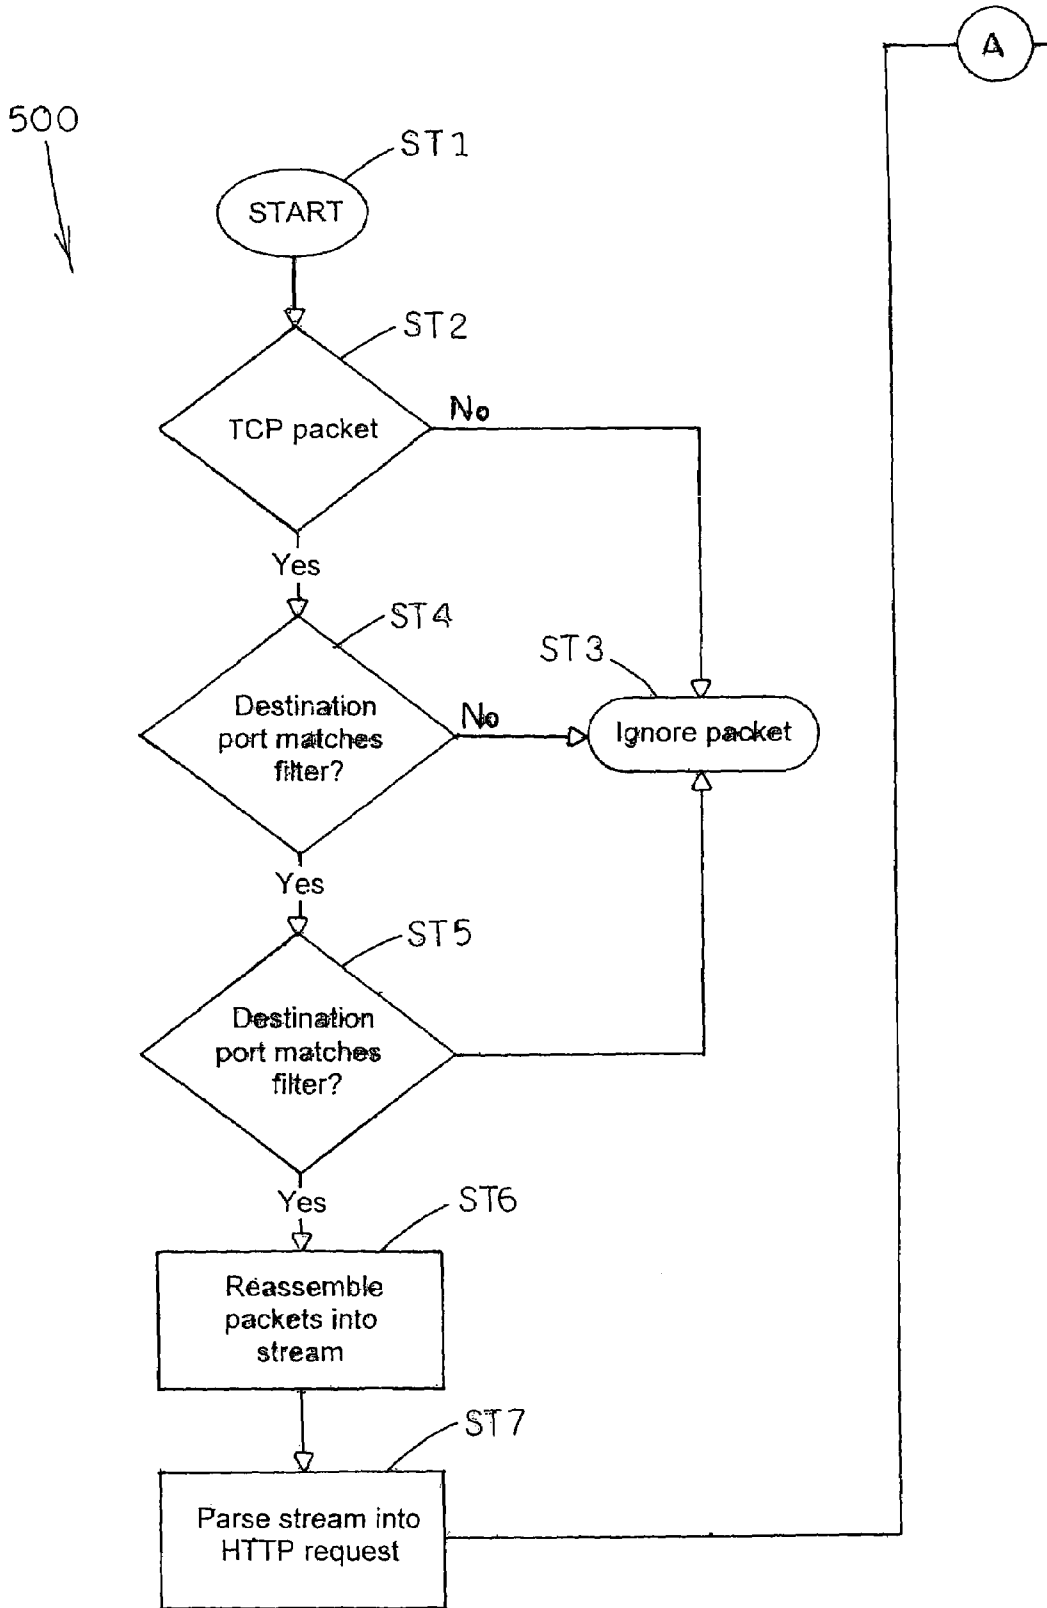 A
500
ST1
START
ST2
TCP packet
No
Yes
ST4
Destination
port matches
filter?
No
ST3
Ignore packet
Yes
ST5
Destination
port matches
filter?
Yes
ST6
Reassemble
packets into
stream
ST7
Parse stream into
HTTP request